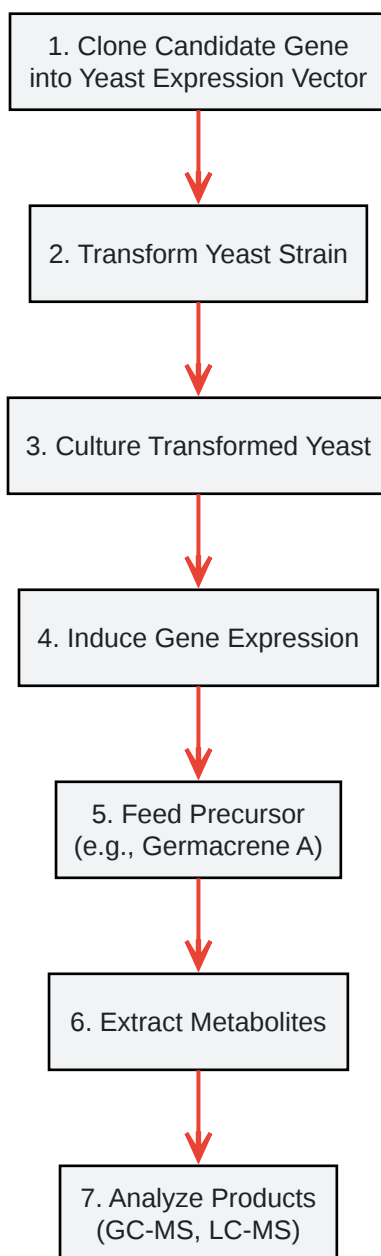 1. Clone Candidate Gene
into Yeast Expression Vector
2. Transform Yeast Strain
3. Culture Transformed Yeast
4. Induce Gene Expression
5. Feed Precursor
(e.g., Germacrene A)
6. Extract Metabolites
7. Analyze Products
(GC-MS, LC-MS)